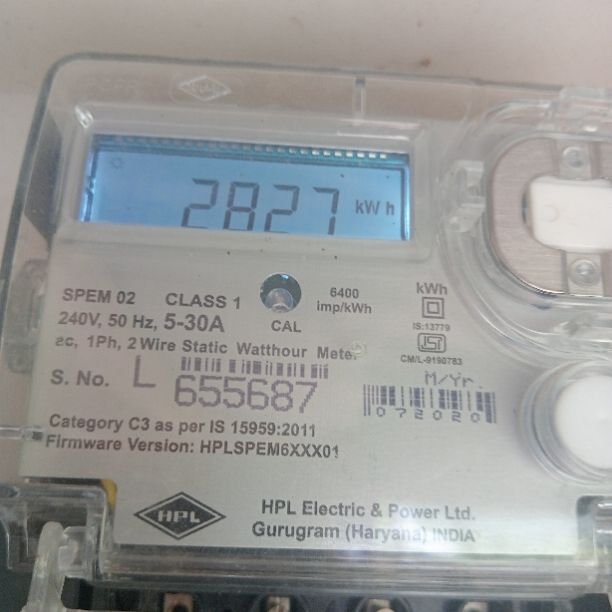 2827 kWh
SPEM 02 CLASS 1
6400
imp/kWh
kWh
240V, 50 Hz, 5-30A
CAL
IS:13779
ac, 1Ph, 2 Wire Static Watthour Meter
ISI
CM/L-9190783
S. No. L 655687
M/Yr.
072020
Category C3 as per IS 15959:2011
Firmware Version: HPLSPEM6XXX01
HPL
HPL Electric & Power Ltd.
Gurugram (Haryana) INDIA